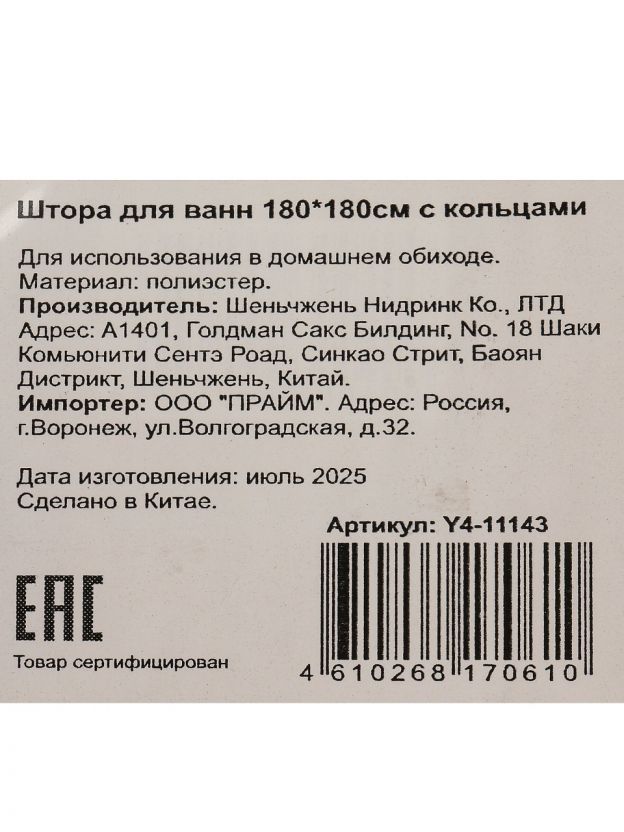 Штора для ванн 180*180см с кольцами
Для использования в домашнем обиходе.
Материал: полиэстер.
Производитель: Шеньчжень Нидринк Ко., ЛТД
Адрес: А1401, Голдман Сакс Билдинг, No. 18 Шаки
Комьюнити Сентэ Роад, Синкао Стрит, Баоян
Дистрикт, Шеньчжень, Китай.
Импортер: ООО "ПРАЙМ". Адрес: Россия,
г.Воронеж, ул.Волгоградская, д.32.
Дата изготовления: июль 2025
Сделано в Китае.
Артикул: Y4-11143
EAC
Товар сертифицирован
4 610268 170610